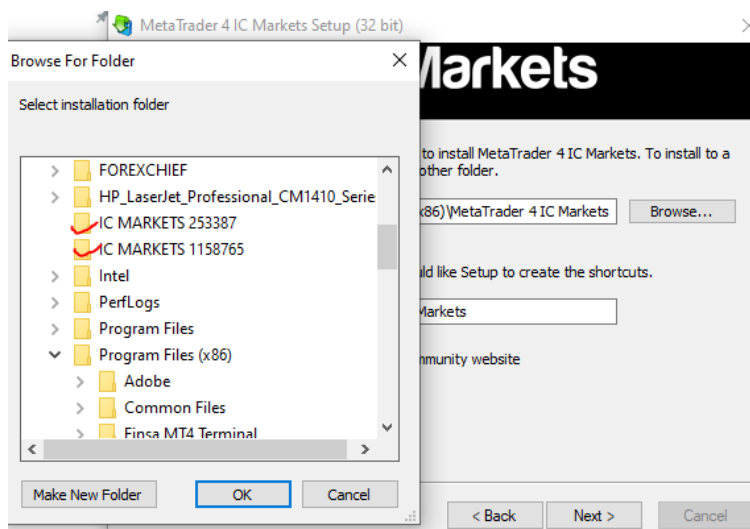 MetaTrader 4 IC Markets Setup (32 bit)
Browse For Folder
Markets
Select installation folder
to install MetaTrader 4 IC Markets. To install to a
other folder.
FOREXCHIEF
HP_LaserJet_Professional_CM1410_Serie
IC MARKETS 253387
x86)\MetaTrader 4 IC Markets
Browse...
IC MARKETS 1158765
Intel
ld like Setup to create the shortcuts.
PerfLogs
Program Files
Markets
Program Files (x86)
mmunity website
Adobe
Common Files
Finsa MT4 Terminal
Make New Folder
OK
Cancel
< Back
Next >
Cancel